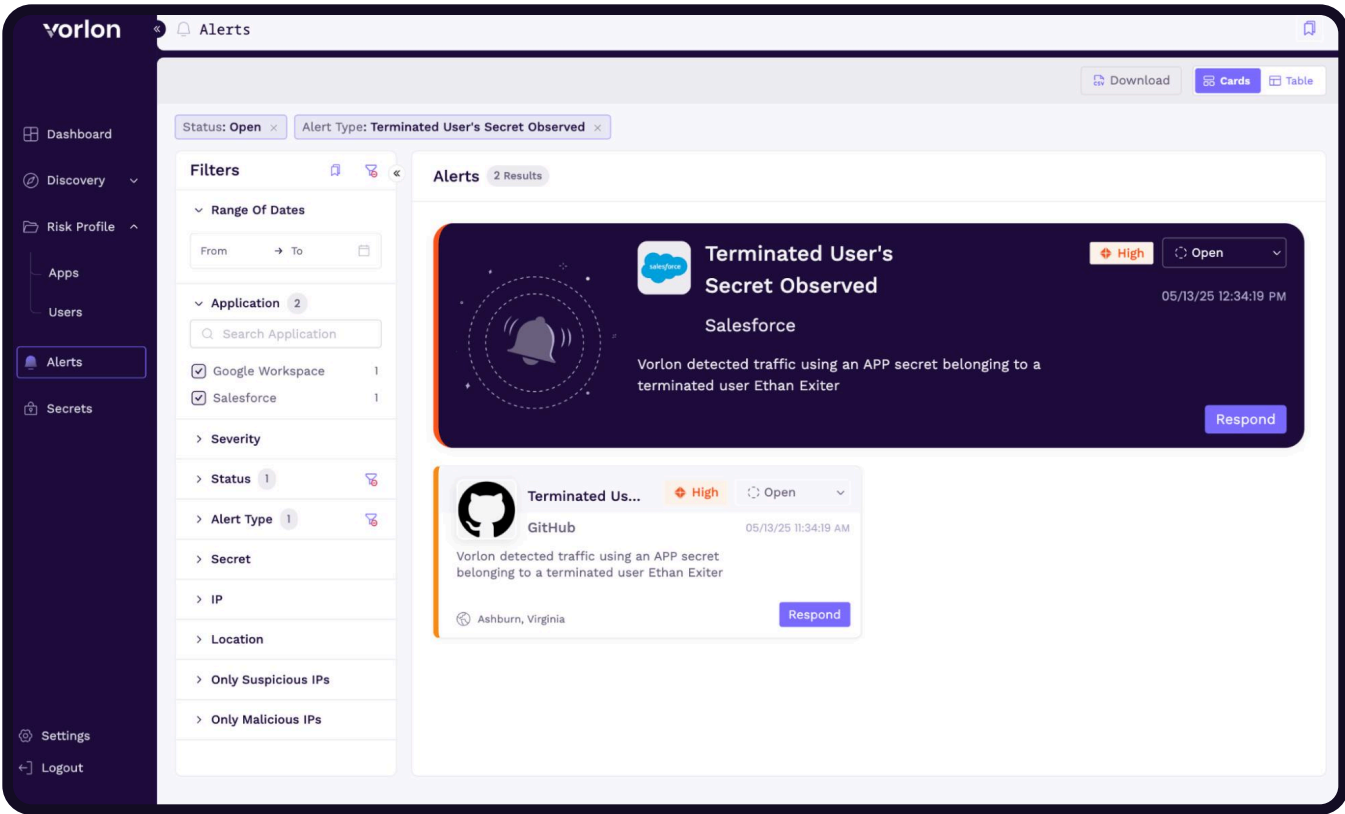 vorlon
Alerts
Download
Cards
Table
Dashboard
Discovery
Risk Profile
Apps
Users
Alerts
Secrets
Settings
Logout
Status: Open ×
Alert Type: Terminated User's Secret Observed ×
Filters
Range Of Dates
From → To
Application 2
Search Application
Google Workspace 1
Salesforce 1
Severity
Status 1
Alert Type 1
Secret
IP
Location
Only Suspicious IPs
Only Malicious IPs
Alerts 2 Results
salesforce
Terminated User's
Secret Observed
High
Open
05/13/25 12:34:19 PM
Salesforce
Vorlon detected traffic using an APP secret belonging to a
terminated user Ethan Exiter
Respond
Terminated Us...
High
Open
GitHub
05/13/25 11:34:19 AM
Vorlon detected traffic using an APP secret
belonging to a terminated user Ethan Exiter
Ashburn, Virginia
Respond